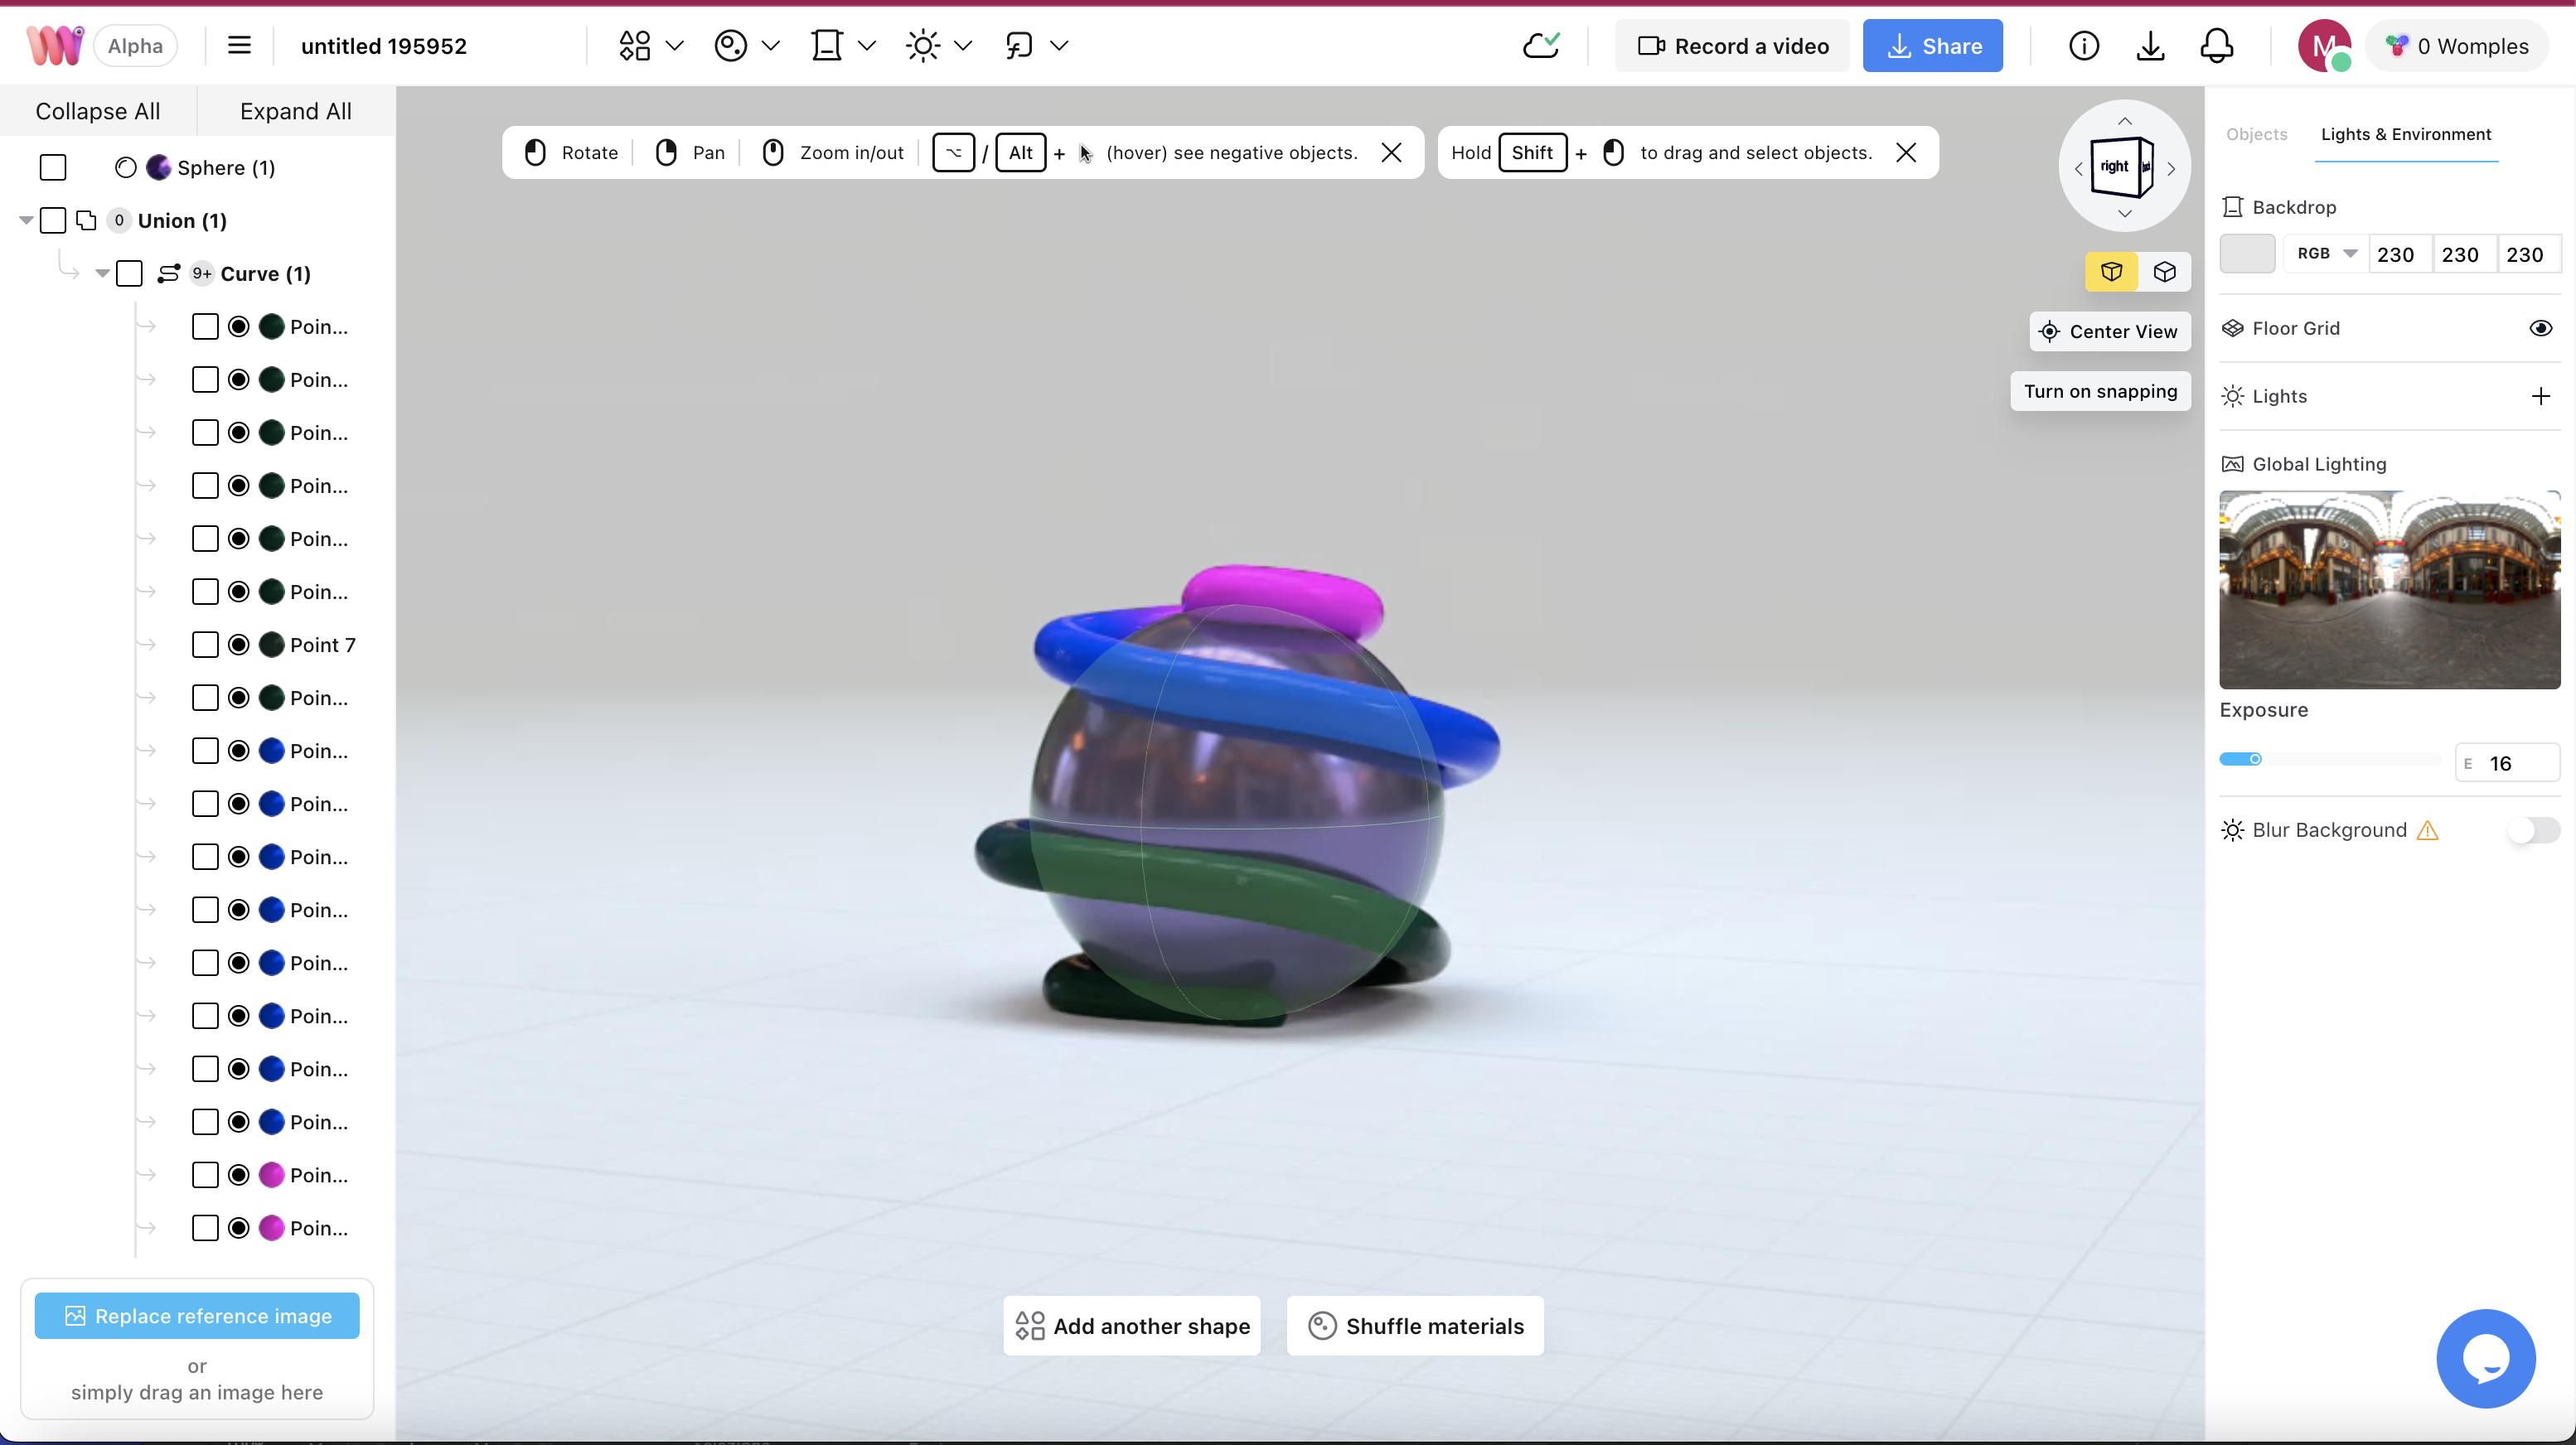 Alpha
untitled 195952
Record a video
Share
M
0 Womples
Collapse All
Expand All
Sphere (1)
0 Union (1)
9+ Curve (1)
Poin...
Poin...
Poin...
Poin...
Poin...
Poin...
Point 7
Poin...
Poin...
Poin...
Poin...
Poin...
Poin...
Poin...
Poin...
Poin...
Poin...
Poin...
Replace reference image
or
simply drag an image here
Rotate
Pan
Zoom in/out
⌥ / Alt + (hover) see negative objects.
Hold Shift + to drag and select objects.
right
Center View
Turn on snapping
Add another shape
Shuffle materials
Objects
Lights & Environment
Backdrop
RGB 230 230 230
Floor Grid
Lights
Global Lighting
Exposure
E 16
Blur Background